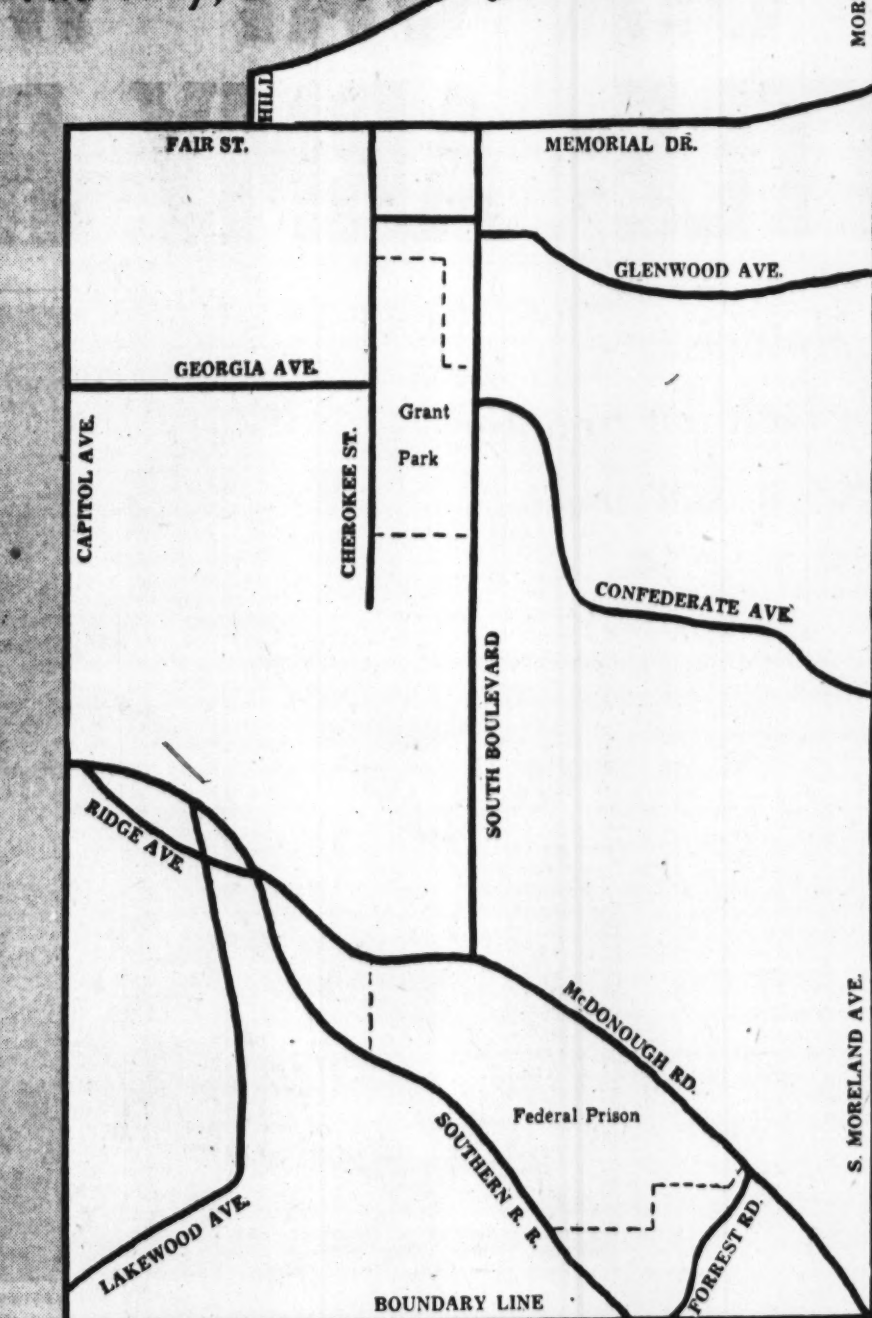 MOR
HILL
FAIR ST.
MEMORIAL DR.
GLENWOOD AVE.
GEORGIA AVE.
Grant
Park
CAPITOL AVE.
CHEROKEE ST.
CONFEDERATE AVE.
SOUTH BOULEVARD
RIDGE AVE.
McDONOUGH RD.
S. MORELAND AVE.
Federal Prison
SOUTHERN R. R.
FORREST RD.
LAKEWOOD AVE.
BOUNDARY LINE